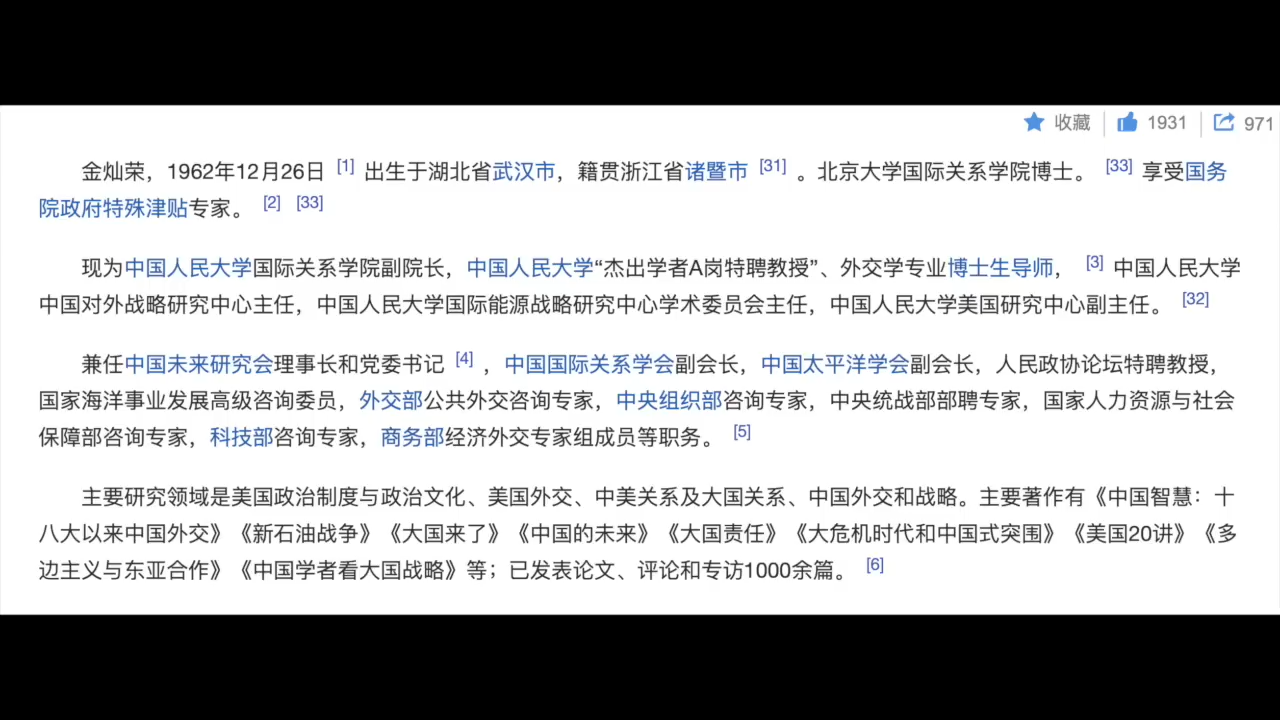 收藏 1931 971
金灿荣，1962年12月26日 [1] 出生于湖北省武汉市，籍贯浙江省诸暨市 [31] 。北京大学国际关系学院博士。 [33] 享受国务
院政府特殊津贴专家。 [2] [33]
现为中国人民大学国际关系学院副院长，中国人民大学“杰出学者A岗特聘教授”、外交学专业博士生导师， [3] 中国人民大学
中国对外战略研究中心主任，中国人民大学国际能源战略研究中心学术委员会主任，中国人民大学美国研究中心副主任。 [32]
兼任中国未来研究会理事长和党委书记 [4] ，中国国际关系学会副会长，中国太平洋学会副会长，人民政协论坛特聘教授，
国家海洋事业发展高级咨询委员，外交部公共外交咨询专家，中央组织部咨询专家，中央统战部部聘专家，国家人力资源与社会
保障部咨询专家，科技部咨询专家，商务部经济外交专家组成员等职务。 [5]
主要研究领域是美国政治制度与政治文化、美国外交、中美关系及大国关系、中国外交和战略。主要著作有《中国智慧：十
八大以来中国外交》《新石油战争》《大国来了》《中国的未来》《大国责任》《大危机时代和中国式突围》《美国20讲》《多
边主义与东亚合作》《中国学者看大国战略》等；已发表论文、评论和专访1000余篇。 [6]